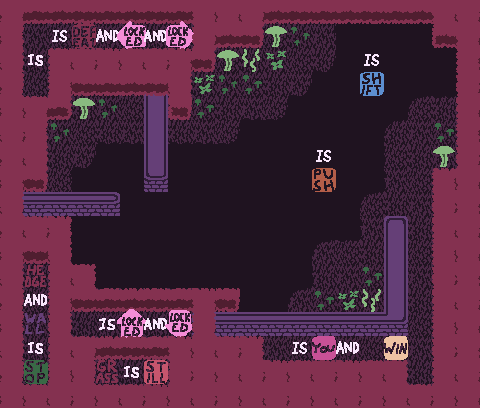 IS DEFEAT AND LOCKED AND LOCKED
IS
IS
SHIFT
IS
PUSH
HEDGE
AND
WALL
IS
STOP
IS LOCKED AND LOCKED
GRASS IS STILL
IS YOU AND WIN